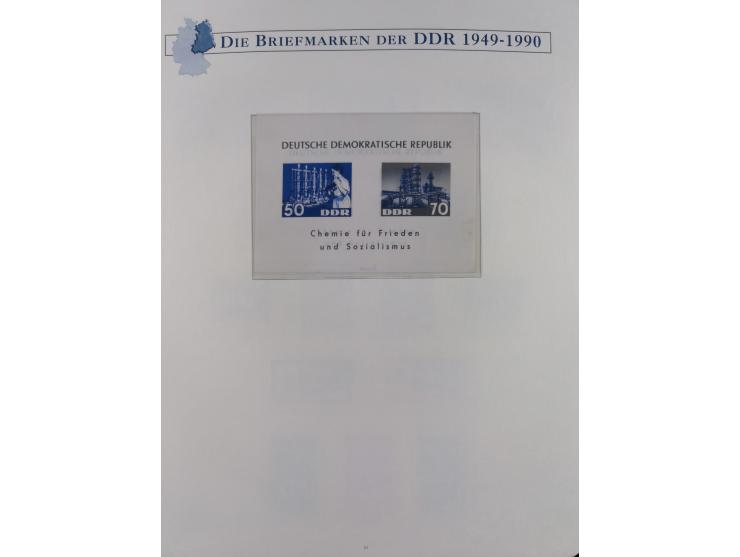 DIE BRIEFMARKEN DER DDR 1949-1990
DEUTSCHE DEMOKRATISCHE REPUBLIK
50 DDR
DDR 70
Chemie für Frieden
und Sozialismus